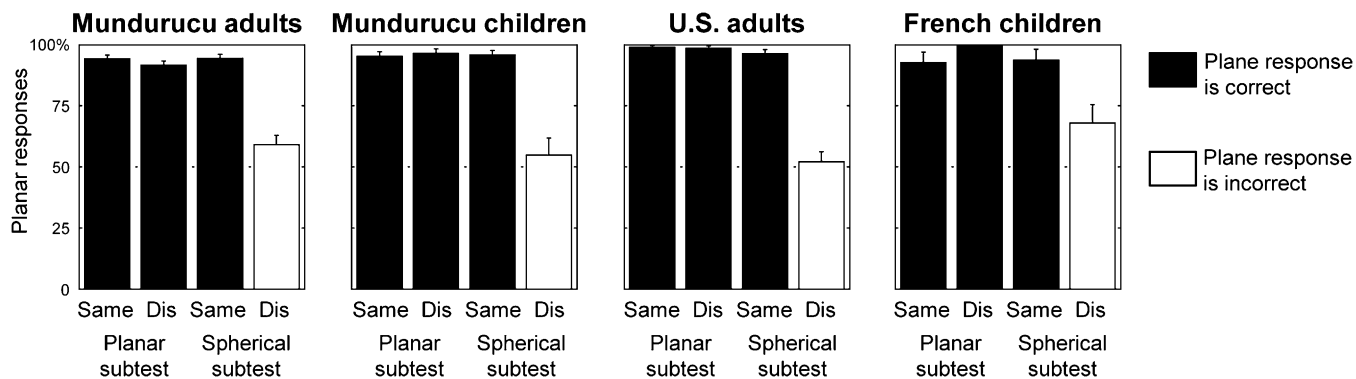 Mundurucu adults
Mundurucu children
U.S. adults
French children
Planar responses
100%
75
50
25
0
Same Dis Same Dis
Planar subtest
Spherical subtest
Same Dis Same Dis
Planar subtest
Spherical subtest
Same Dis Same Dis
Planar subtest
Spherical subtest
Same Dis Same Dis
Planar subtest
Spherical subtest
Plane response
is correct
Plane response
is incorrect